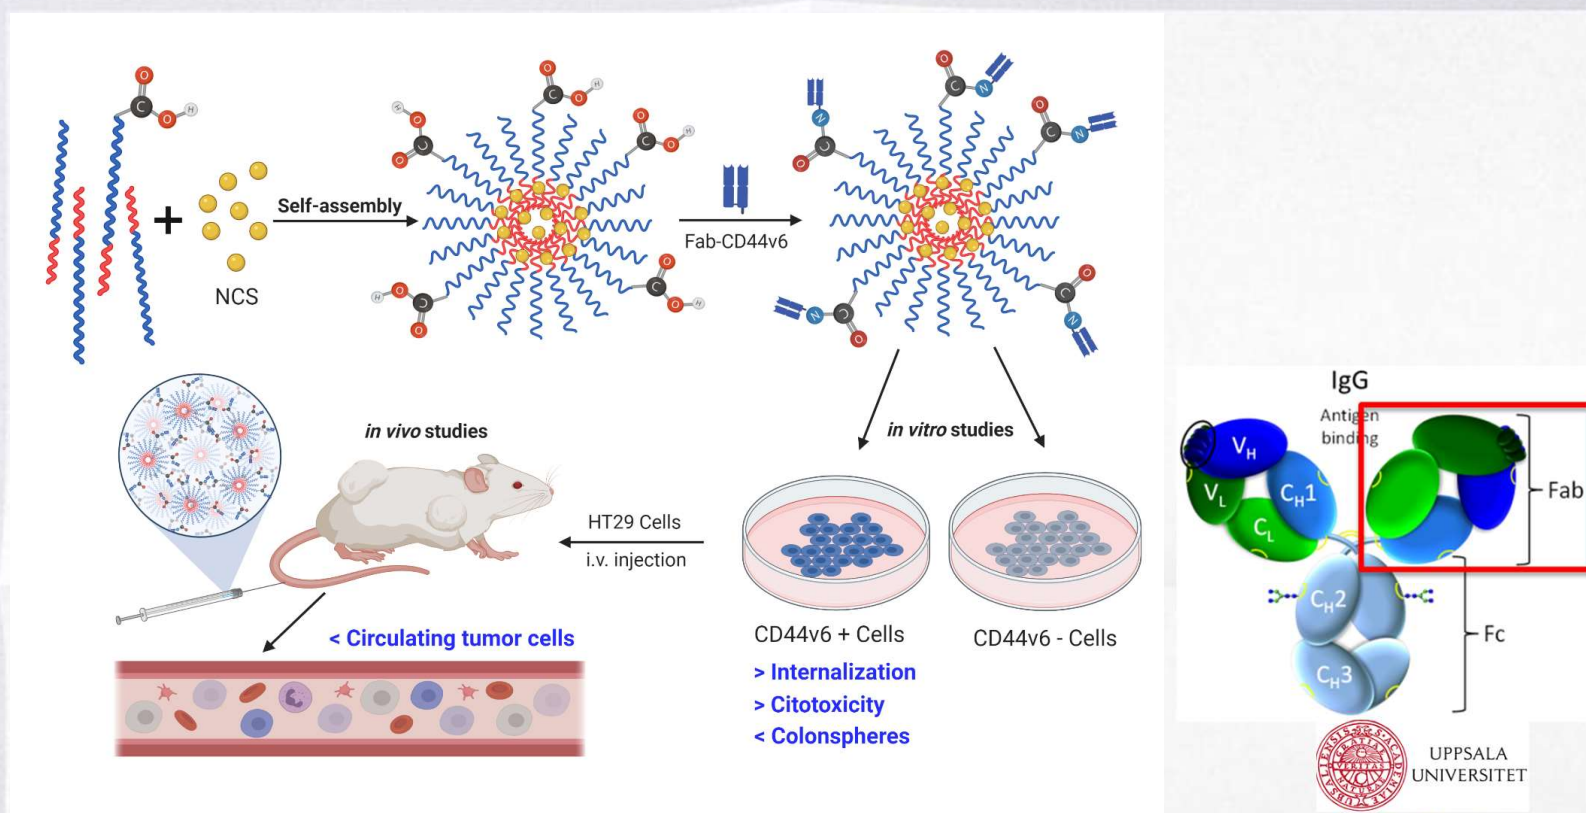 C
O
O
H
+
NCS
Self-assembly
C
O
O
H
C
O
O
H
C
O
O
H
C
O
O
H
C
O
O
H
Fab-CD44v6
C
O
N
C
O
N
C
O
N
C
O
N
C
O
N
in vivo studies
in vitro studies
HT29 Cells
i.v. injection
CD44v6 + Cells
CD44v6 - Cells
> Internalization
> Citotoxicity
< Colonspheres
< Circulating tumor cells
IgG
Antigen
binding
VH
VL
CH1
CL
Fab
CH2
Fc
CH3
UPPSALA
UNIVERSITET